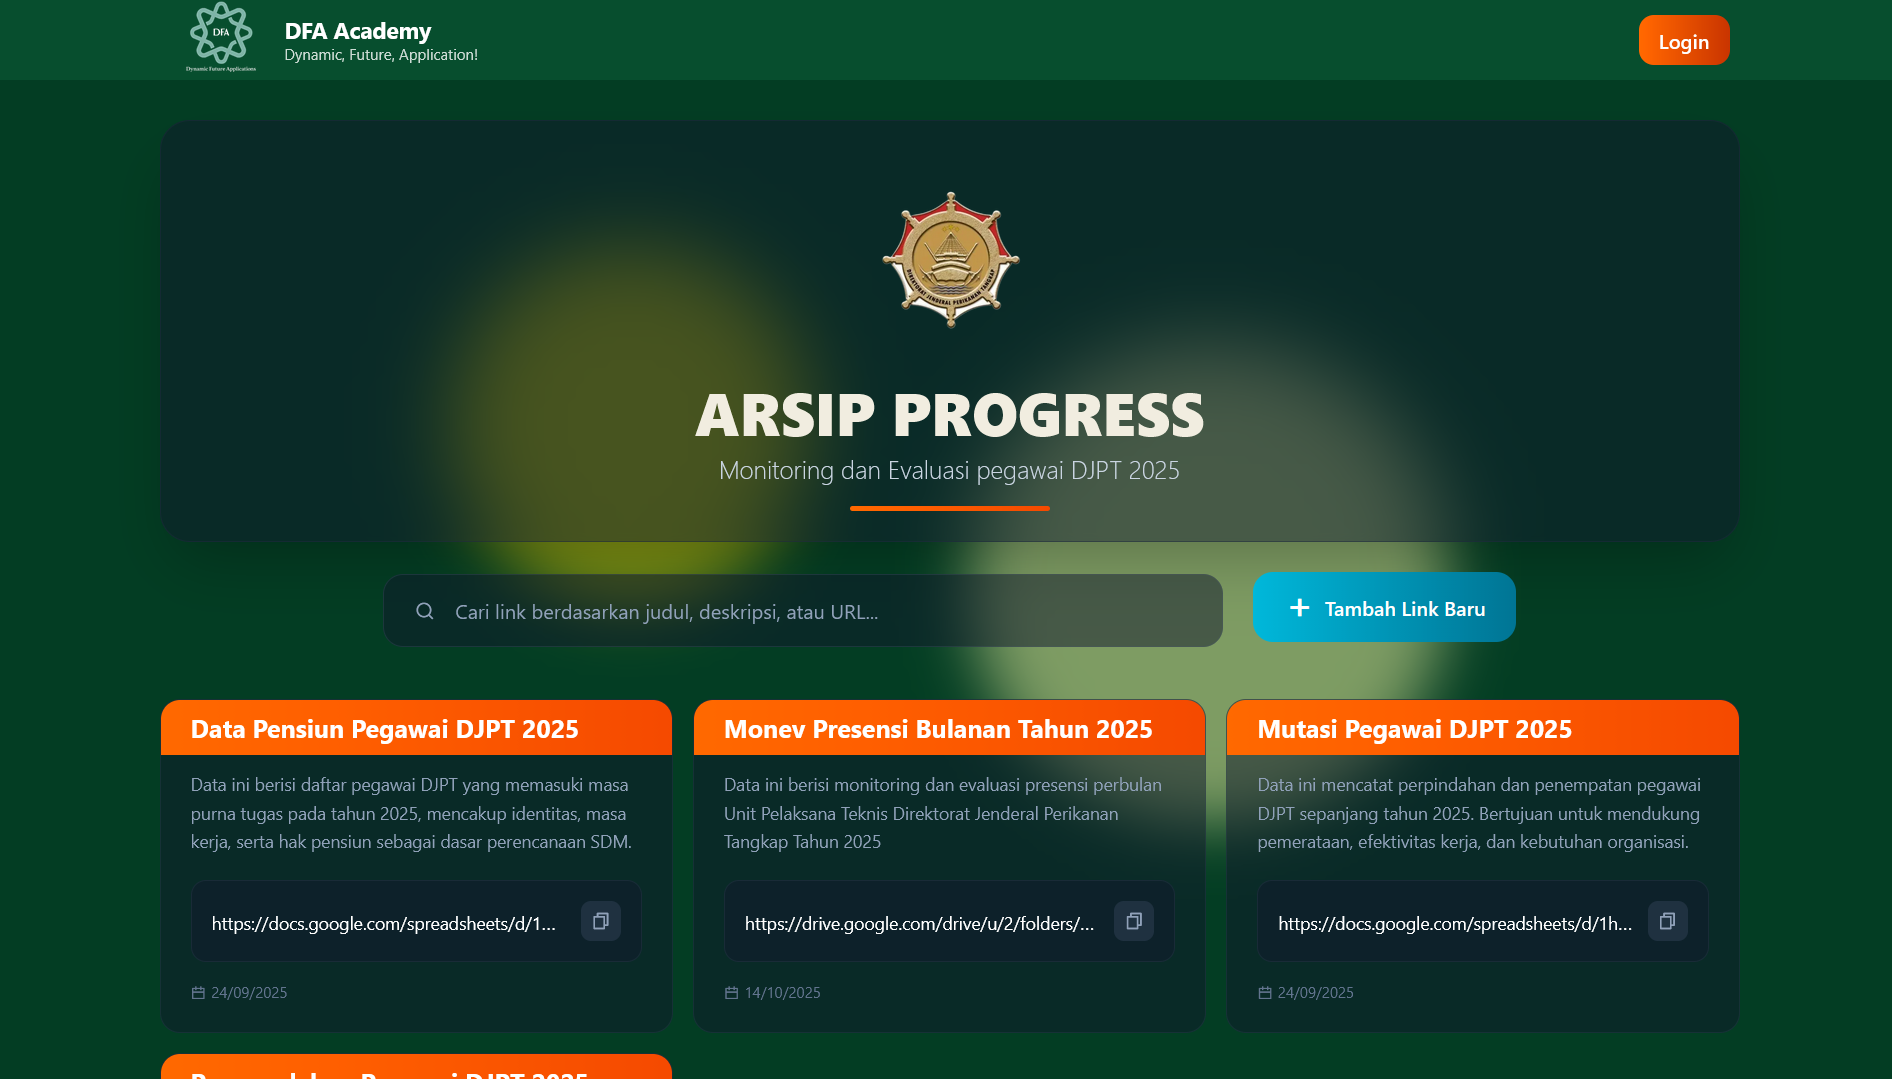 DFA
Dynamic Future Applications
DFA Academy
Dynamic, Future, Application!
Login
DIREKTORAT JENDERAL PERIKANAN TANGKAP
ARSIP PROGRESS
Monitoring dan Evaluasi pegawai DJPT 2025
Cari link berdasarkan judul, deskripsi, atau URL...
Tambah Link Baru
Data Pensiun Pegawai DJPT 2025
Data ini berisi daftar pegawai DJPT yang memasuki masa
purna tugas pada tahun 2025, mencakup identitas, masa
kerja, serta hak pensiun sebagai dasar perencanaan SDM.
https://docs.google.com/spreadsheets/d/1...
24/09/2025
Monev Presensi Bulanan Tahun 2025
Data ini berisi monitoring dan evaluasi presensi perbulan
Unit Pelaksana Teknis Direktorat Jenderal Perikanan
Tangkap Tahun 2025
https://drive.google.com/drive/u/2/folders/...
14/10/2025
Mutasi Pegawai DJPT 2025
Data ini mencatat perpindahan dan penempatan pegawai
DJPT sepanjang tahun 2025. Bertujuan untuk mendukung
pemerataan, efektivitas kerja, dan kebutuhan organisasi.
https://docs.google.com/spreadsheets/d/1h...
24/09/2025
Pegawai DJPT 2025